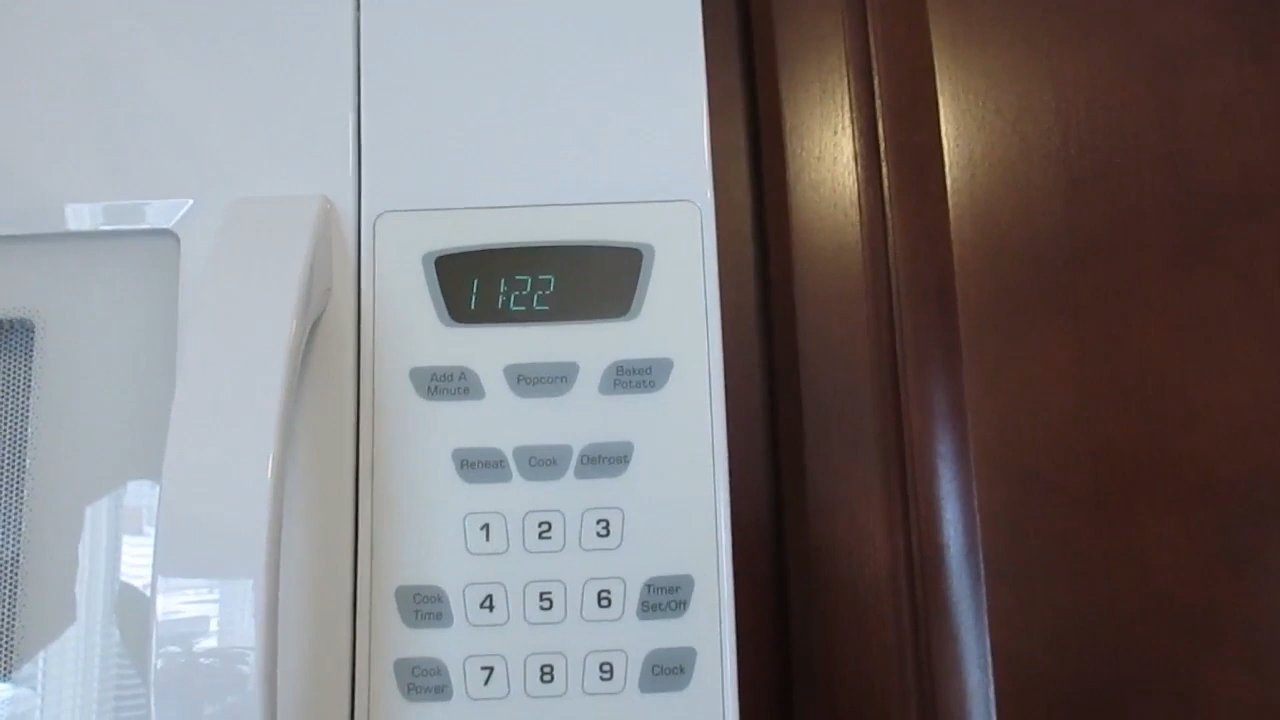 11:22
Add A
Minute
Popcorn
Baked
Potato
Reheat
Cook
Defrost
1 2 3
Cook
Time
4 5 6
Timer
Set/Off
Cook
Power
7 8 9
Clock